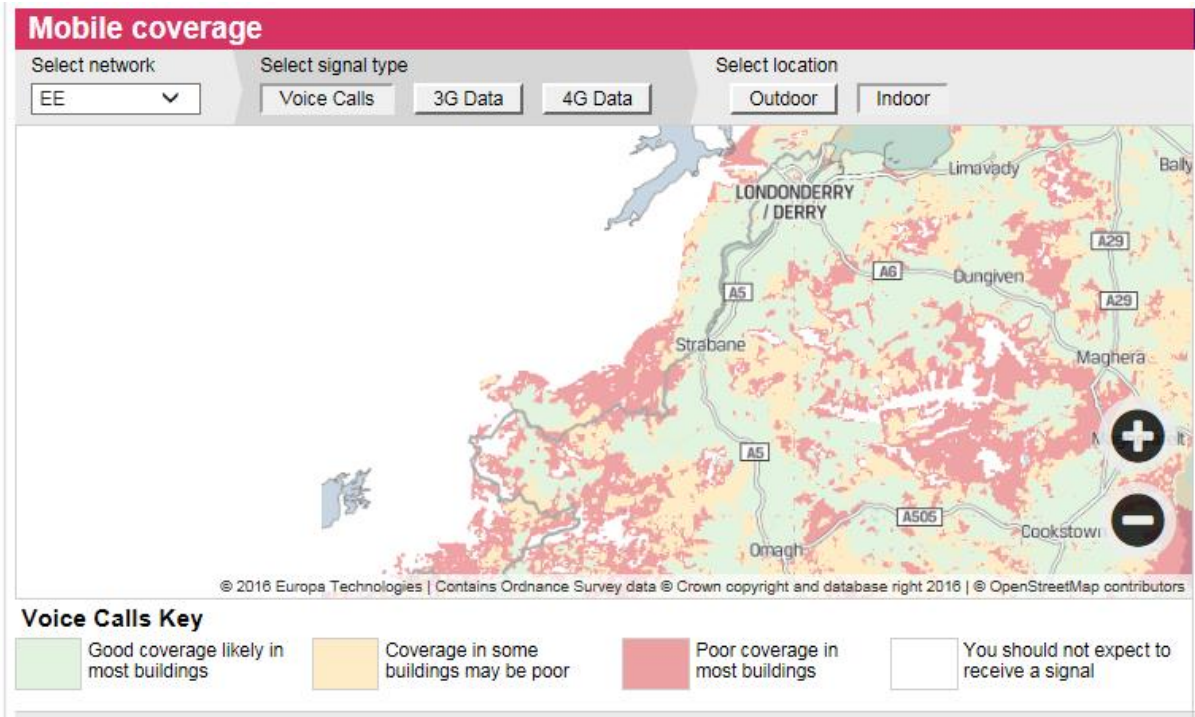 Mobile coverage
Select network
Select signal type
Select location
EE
Voice Calls
3G Data
4G Data
Outdoor
Indoor
Limavady
Bally
LONDONDERRY
/ DERRY
A29
A6
Dungiven
A5
A29
Strabane
Maghera
A5
A505
Cookstown
Omagh
© 2016 Europa Technologies | Contains Ordnance Survey data © Crown copyright and database right 2016 | © OpenStreetMap contributors
Voice Calls Key
Good coverage likely in
most buildings
Coverage in some
buildings may be poor
Poor coverage in
most buildings
You should not expect to
receive a signal